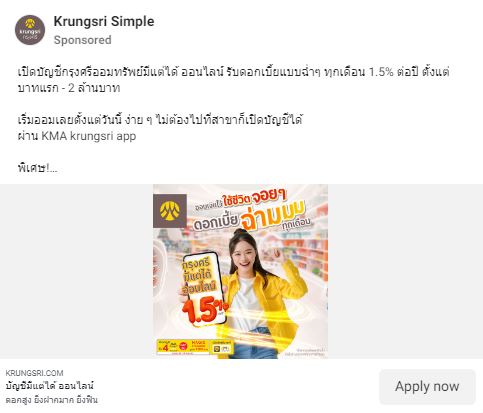 Krungsri Simple
Sponsored
krungsri
กรุงศรี
เปิดบัญชีกรุงศรีออมทรัพย์มีแต่ได้ ออนไลน์ รับดอกเบี้ยแบบฉ่ำๆ ทุกเดือน 1.5% ต่อปี ตั้งแต่
บาทแรก - 2 ล้านบาท
เริ่มออมเลยตั้งแต่วันนี้ ง่าย ๆ ไม่ต้องไปที่สาขาก็เปิดบัญชีได้
ผ่าน KMA krungsri app
พิเศษ!...
ใช้ชีวิต จอยๆ
ดอกเบี้ย ฉ่ามมม
ทุกเดือน
กรุงศรี
มีแต่ได้
ออนไลน์
1.5%
KRUNGSRI.COM
บัญชีมีแต่ได้ ออนไลน์
ดอกสูง ยิ่งฝากมาก ยิ่งฟิน
Apply now